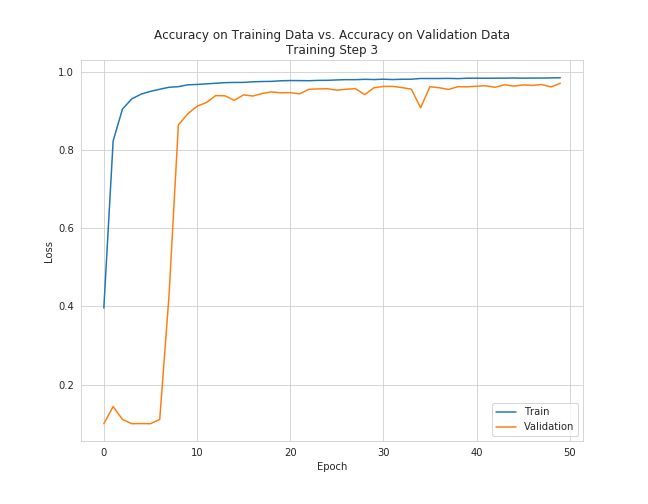 Accuracy on Training Data vs. Accuracy on Validation Data
Training Step 3
1.0
0.8
0.6
0.4
0.2
Loss
0
10
20
30
40
50
Epoch
Train
Validation